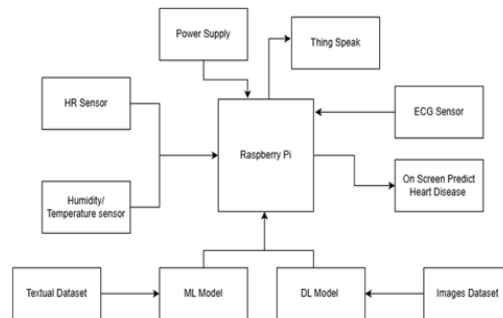 Power Supply
Thing Speak
HR Sensor
ECG Sensor
Raspberry Pi
On Screen Predict
Heart Disease
Humidity/
Temperature sensor
Textual Dataset
ML Model
DL Model
Images Dataset